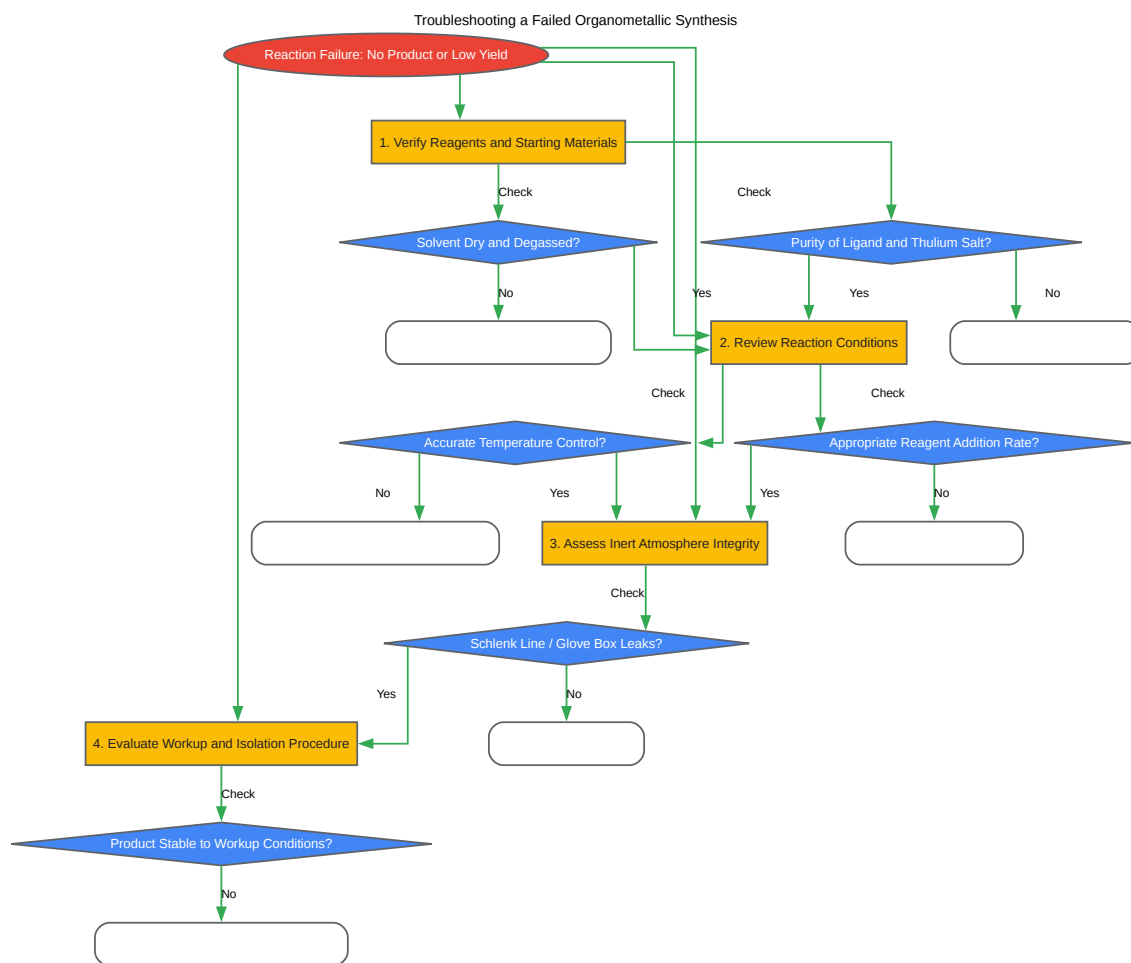 Troubleshooting a Failed Organometallic Synthesis
Reaction Failure: No Product or Low Yield
1. Verify Reagents and Starting Materials
Check
Check
Solvent Dry and Degassed?
Purity of Ligand and Thulium Salt?
No
Yes
Yes
No
2. Review Reaction Conditions
Check
Check
Accurate Temperature Control?
Appropriate Reagent Addition Rate?
No
Yes
Yes
No
3. Assess Inert Atmosphere Integrity
Check
Schlenk Line / Glove Box Leaks?
Yes
No
4. Evaluate Workup and Isolation Procedure
Check
Product Stable to Workup Conditions?
No